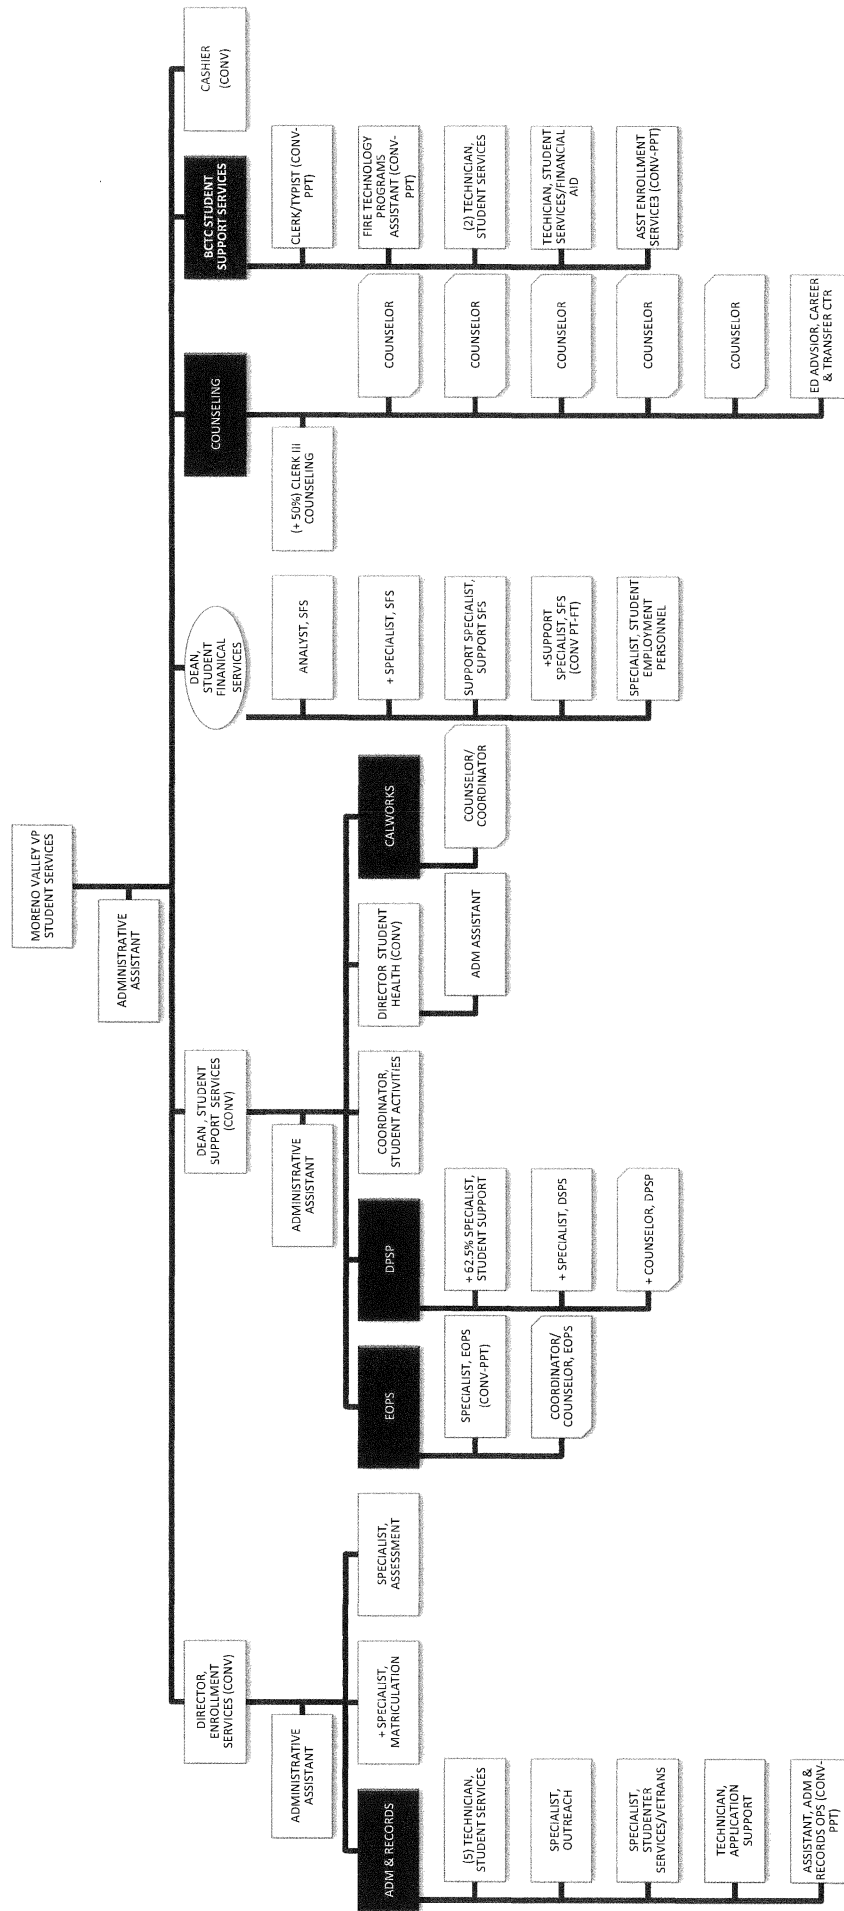 MORENO VALLEY VP
STUDENT SERVICES
ADMINISTRATIVE
ASSISTANT
DIRECTOR,
ENROLLMENT
SERVICES (CONV)
ADMINISTRATIVE
ASSISTANT
ADM & RECORDS
(5) TECHNICIAN,
STUDENT SERVICES
SPECIALIST,
OUTREACH
SPECIALIST,
STUDENTER
SERVICES/VETRANS
TECHNICIAN,
APPLICATION
SUPPORT
ASSISTANT, ADM &
RECORDS OPS (CONV-
PPT)
+ SPECIALIST,
MATRICULATION
SPECIALIST,
ASSESSMENT
DEAN , STUDENT
SUPPORT SERVICES
(CONV)
ADMINISTRATIVE
ASSISTANT
EOPS
SPECIALIST, EOPS
(CONV-PPT)
COORDINATOR/
COUNSELOR, EOPS
DPSP
+ 62.5% SPECIALIST,
STUDENT SUPPORT
+ SPECIALIST, DSPS
+ COUNSELOR, DPSP
COORDINATOR,
STUDENT ACTIVITIES
DIRECTOR STUDENT
HEALTH (CONV)
ADM ASSISTANT
CALWORKS
COUNSELOR/
COORDINATOR
DEAN,
STUDENT
FINANICAL
SERVICES
ANALYST, SFS
+ SPECIALIST, SFS
SUPPORT SPECIALIST,
SUPPORT SFS
+SUPPORT
SPECIALIST, SFS
(CONV PT-FT)
SPECIALIST, STUDENT
EMPLOYMENT
PERSONNEL
COUNSELING
(+ 50%) CLERK III
COUNSELING
COUNSELOR
COUNSELOR
COUNSELOR
COUNSELOR
COUNSELOR
ED ADVSIOR, CAREER
& TRANSFER CTR
BCTC STUDENT
SUPPORT SERVICES
CLERK/TYPIST (CONV-
PPT)
FIRE TECHNOLOGY
PROGRAMS
ASSISTANT (CONV-
PPT)
(2) TECHNICIAN,
STUDENT SERVICES
TECHICIAN, STUDENT
SERVICES/FINANCIAL
AID
ASST ENROLLMENT
SERVICE3 (CONV-PPT)
CASHIER
(CONV)